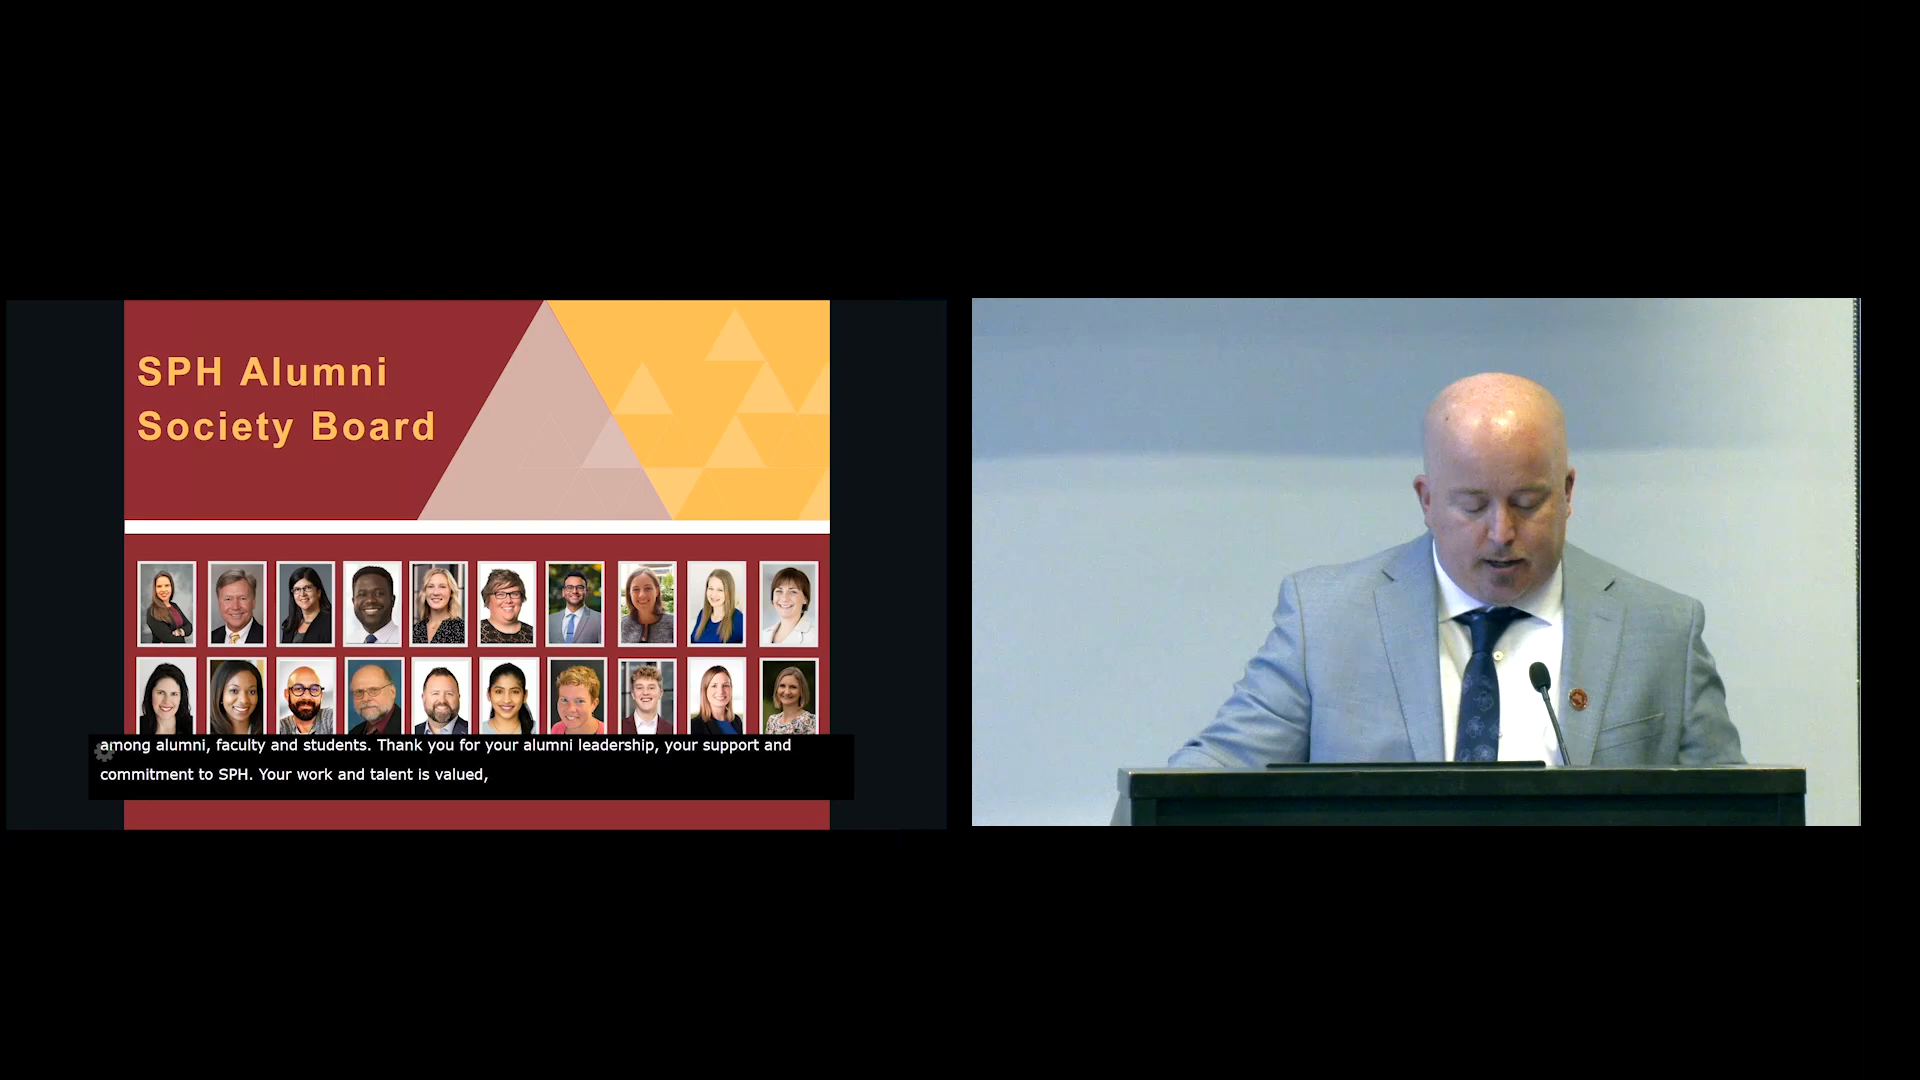 SPH Alumni
Society Board
among alumni, faculty and students. Thank you for your alumni leadership, your support and
commitment to SPH. Your work and talent is valued,